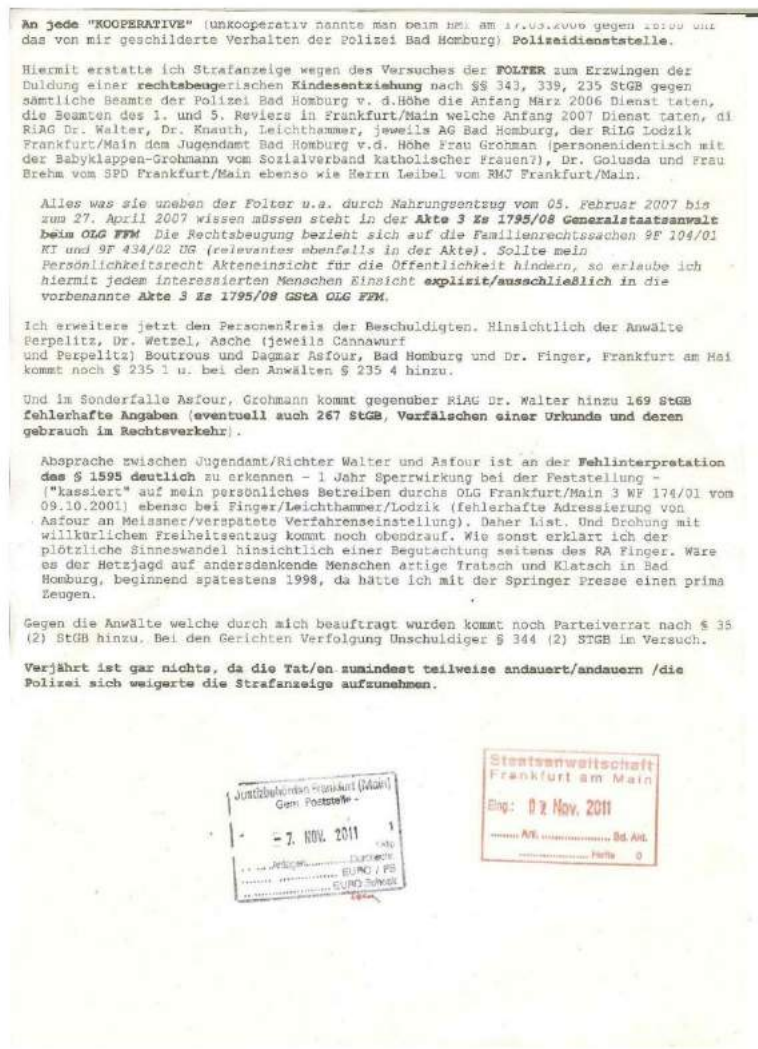 An jede "KOOPERATIVE" (unkooperativ nannte man beim HMI am 17.03.2006 gegen
das von mir geschilderte Verhalten der Polizei Bad Homburg) Polizeidienststelle.
Hiermit erstatte ich Strafanzeige wegen des Versuches der FOLTER zum Erzwingen der
Duldung einer rechtsbeugerischen Kindesentziehung nach §§ 343, 339, 235 StGB gegen
sämtliche Beamte der Polizei Bad Homburg v. d.Höhe die Anfang März 2006 Dienst taten,
die Beamten des 1. und 5. Reviers in Frankfurt/Main welche Anfang 2007 Dienst taten, di
RiAG Dr. Walter, Dr. Knauth, Leichthammer, jeweils AG Bad Homburg, der RiLG Lodzik
Frankfurt/Main dem Jugendamt Bad Homburg v.d. Höhe Frau Grohman (personenidentisch mit
der Babyklappen-Grohmann vom Sozialverband katholischer Frauen?), Dr. Golusda und Frau
Brehm vom SPD Frankfurt/Main ebenso wie Herrn Leibel vom RMJ Frankfurt/Main.
Alles was sie uneben der Folter u.a. durch Nahrungsentzug vom 05. Februar 2007 bis
zum 27. April 2007 wissen müssen steht in der Akte 3 Zs 1795/08 Generalstaatsanwalt
beim OLG FFM Die Rechtsbeugung bezieht sich auf die Familienrechtssachen 9F 104/01
KI und 9F 434/02 UG (relevantes ebenfalls in der Akte). Sollte mein
Persönlichkeitsrecht Akteneinsicht für die Öffentlichkeit hindern, so erlaube ich
hiermit jedem interessierten Menschen Einsicht explizit/ausschließlich in die
vorbenannte Akte 3 Zs 1795/08 GStA OLG FFM.
Ich erweitere jetzt den Personenkreis der Beschuldigten. Hinsichtlich der Anwälte
Perpelitz, Dr. Wetzel, Asche (jeweils Cannawurf
und Perpelitz) Boutrous und Dagmar Asfour, Bad Homburg und Dr. Finger, Frankfurt am Mai
kommt noch § 235 1 u. bei den Anwälten § 235 4 hinzu.
Und im Sonderfalle Asfour, Grohmann kommt gegenüber RiAG Dr. Walter hinzu 169 StGB
fehlerhafte Angaben (eventuell auch 267 StGB, Verfälschen einer Urkunde und deren
gebrauch im Rechtsverkehr).
Absprache zwischen Jugendamt/Richter Walter und Asfour ist an der Fehlinterpretation
des § 1595 deutlich zu erkennen – 1 Jahr Sperrwirkung bei der Feststellung –
("kassiert" auf mein persönliches Betreiben durchs OLG Frankfurt/Main 3 WF 174/01 vom
09.10.2001) ebenso bei Finger/Leichthammer/Lodzik (fehlerhafte Adressierung von
Asfour an Meissner/verspätete Verfahrenseinstellung). Daher List. Und Drohung mit
willkürlichem Freiheitsentzug kommt noch obendrauf. Wie sonst erklärt ich der
plötzliche Sinneswandel hinsichtlich einer Begutachtung seitens des RA Finger. Wäre
es der Hetzjagd auf andersdenkende Menschen artige Tratsch und Klatsch in Bad
Homburg, beginnend spätestens 1998, da hätte ich mit der Springer Presse einen prima
Zeugen.
Gegen die Anwälte welche durch mich beauftragt wurden kommt noch Parteiverrat nach § 35
(2) StGB hinzu. Bei den Gerichten Verfolgung Unschuldiger § 344 (2) STGB im Versuch.
Verjährt ist gar nichts, da die Tat/en zumindest teilweise andauert/andauern /die
Polizei sich weigerte die Strafanzeige aufzunehmen.
Justizbehörden Frankfurt (Main)
Gem. Poststelle -
- 7. NOV. 2011
Anlagen Durchschr.
EURO / PS
EURO Scheck
Staatsanwaltschaft
Frankfurt am Main
Eing.: 07 Nov. 2011
Anl. Bd. Akt.
Hefte 0